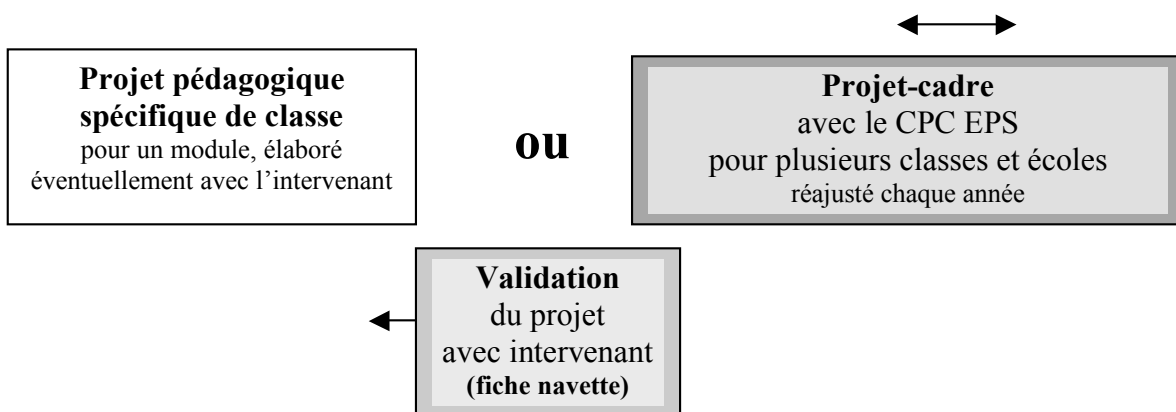 Projet pédagogique
spécifique de classe
pour un module, élaboré
éventuellement avec l'intervenant
ou
Projet-cadre
avec le CPC EPS
pour plusieurs classes et écoles
réajusté chaque année
Validation
du projet
avec intervenant
(fiche navette)